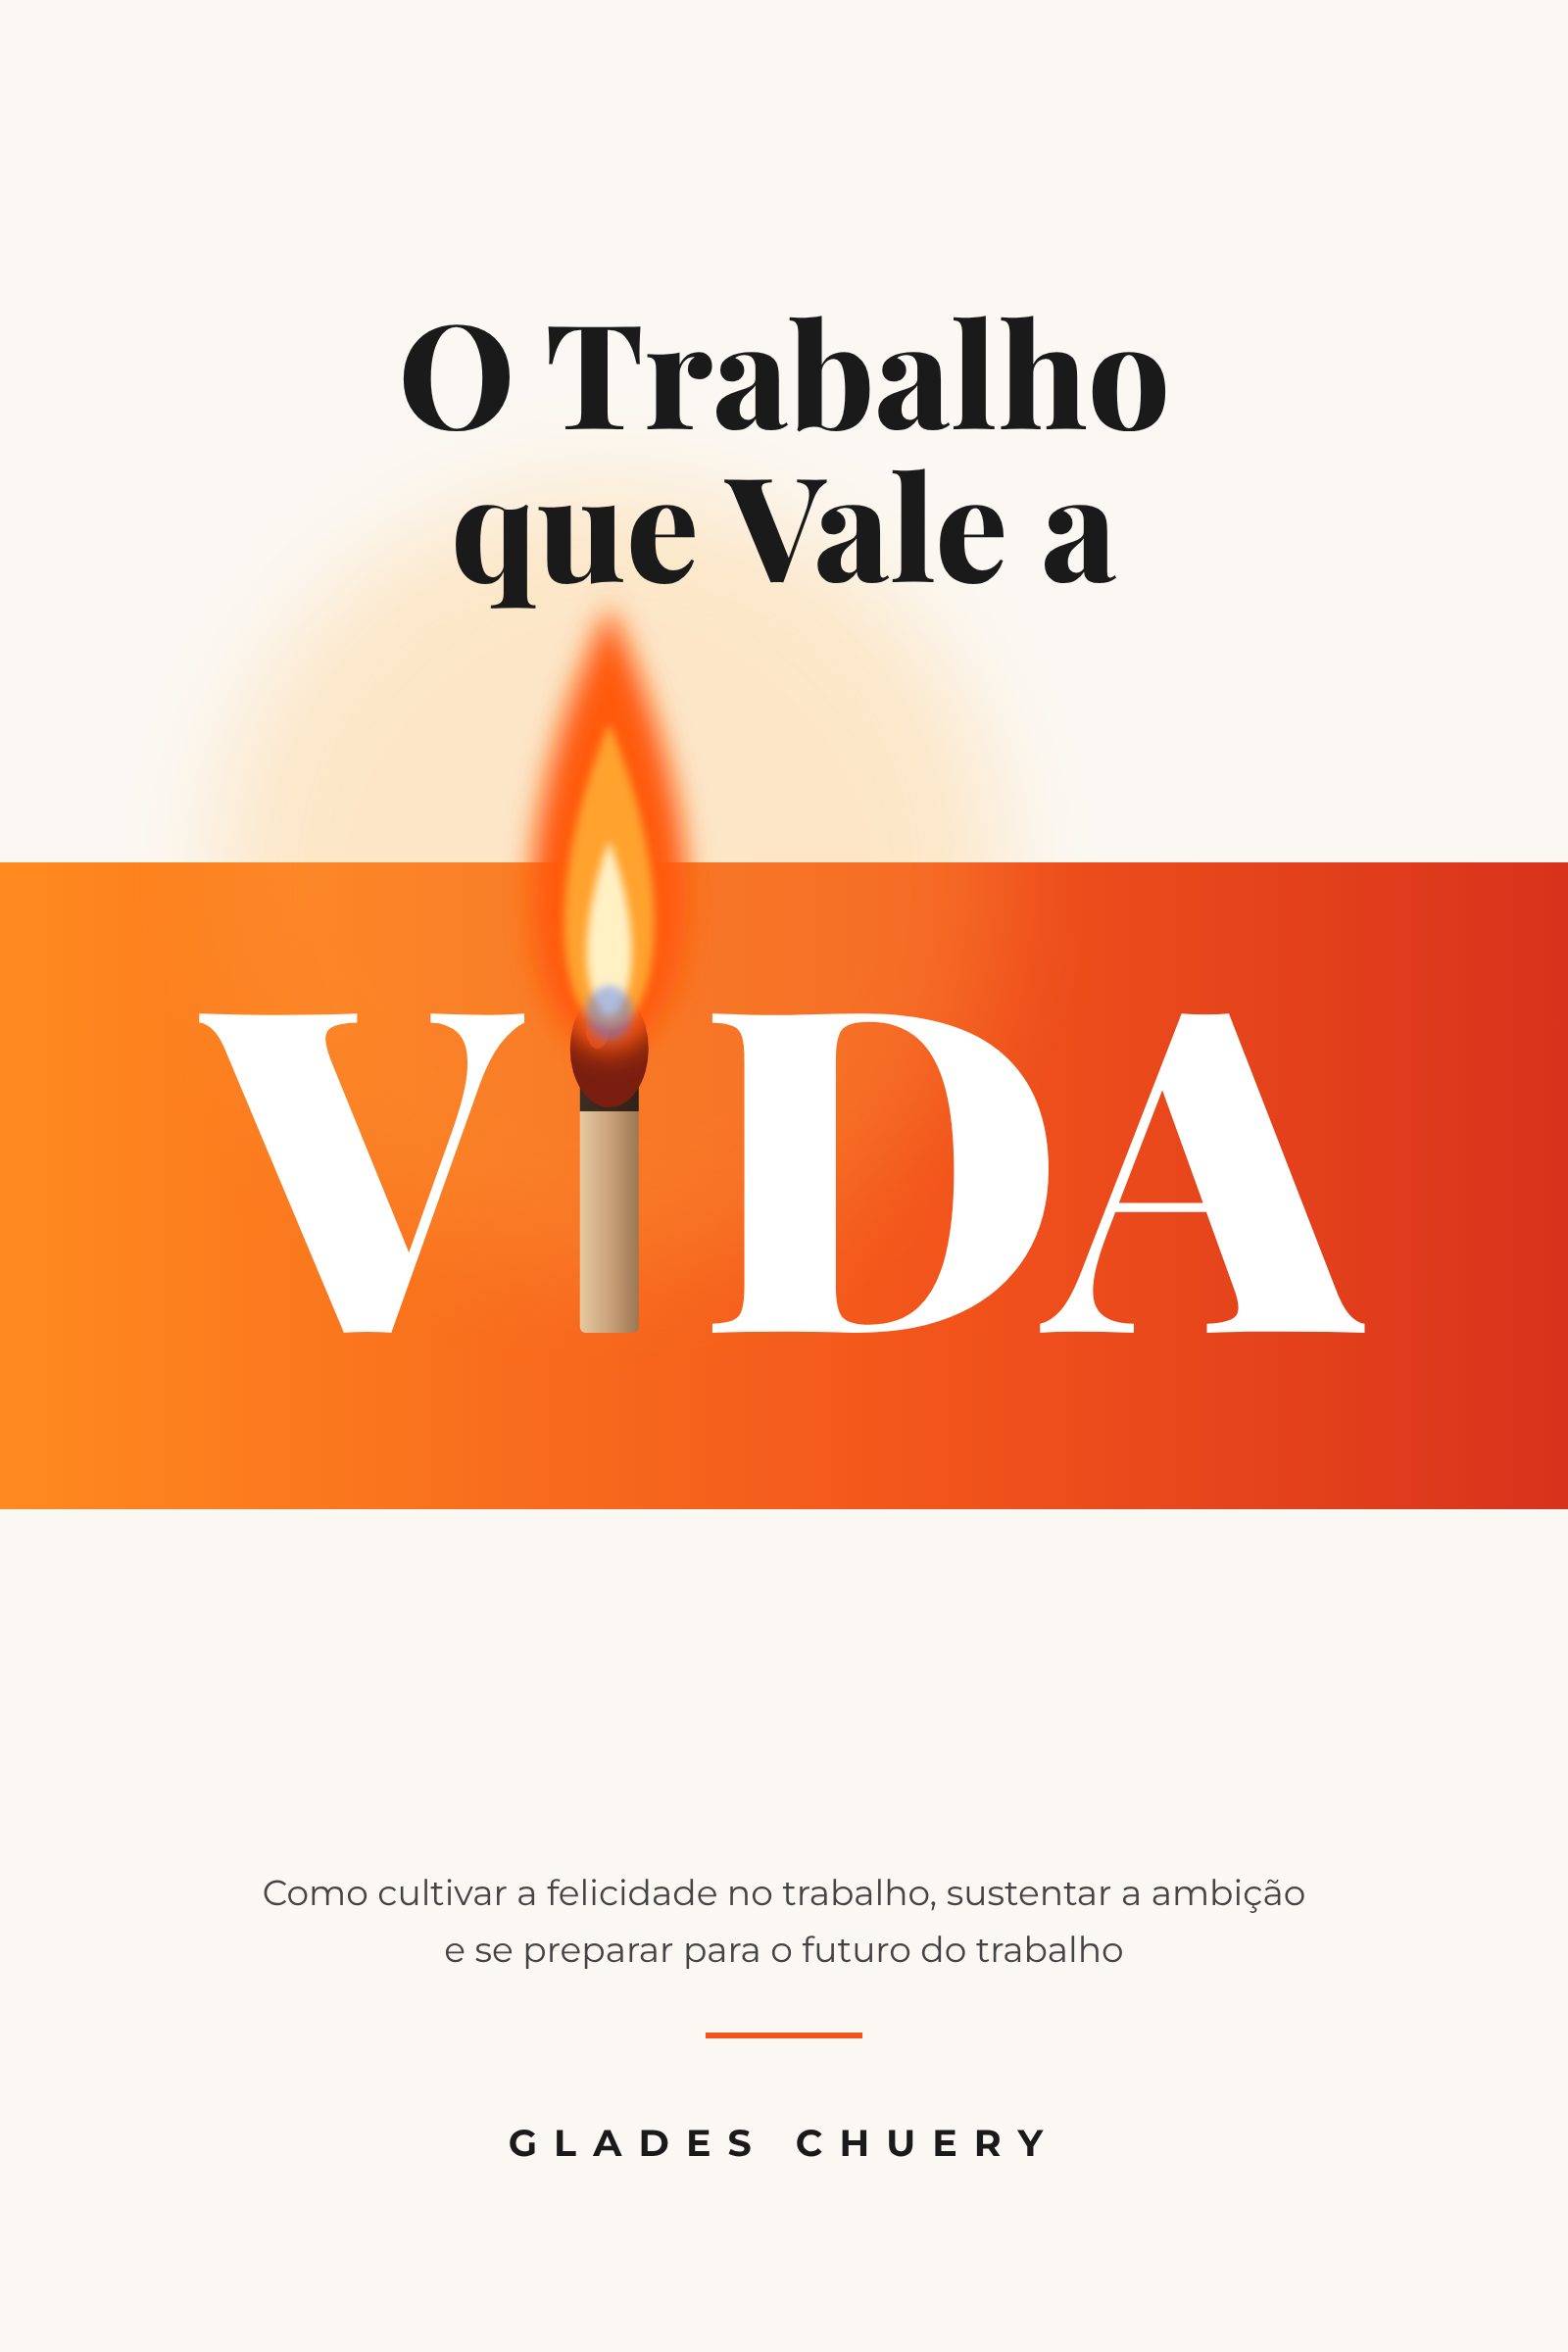 O Trabalho
que Vale a
VIDA
Como cultivar a felicidade no trabalho, sustentar a ambição
e se preparar para o futuro do trabalho
GLADES CHUERY